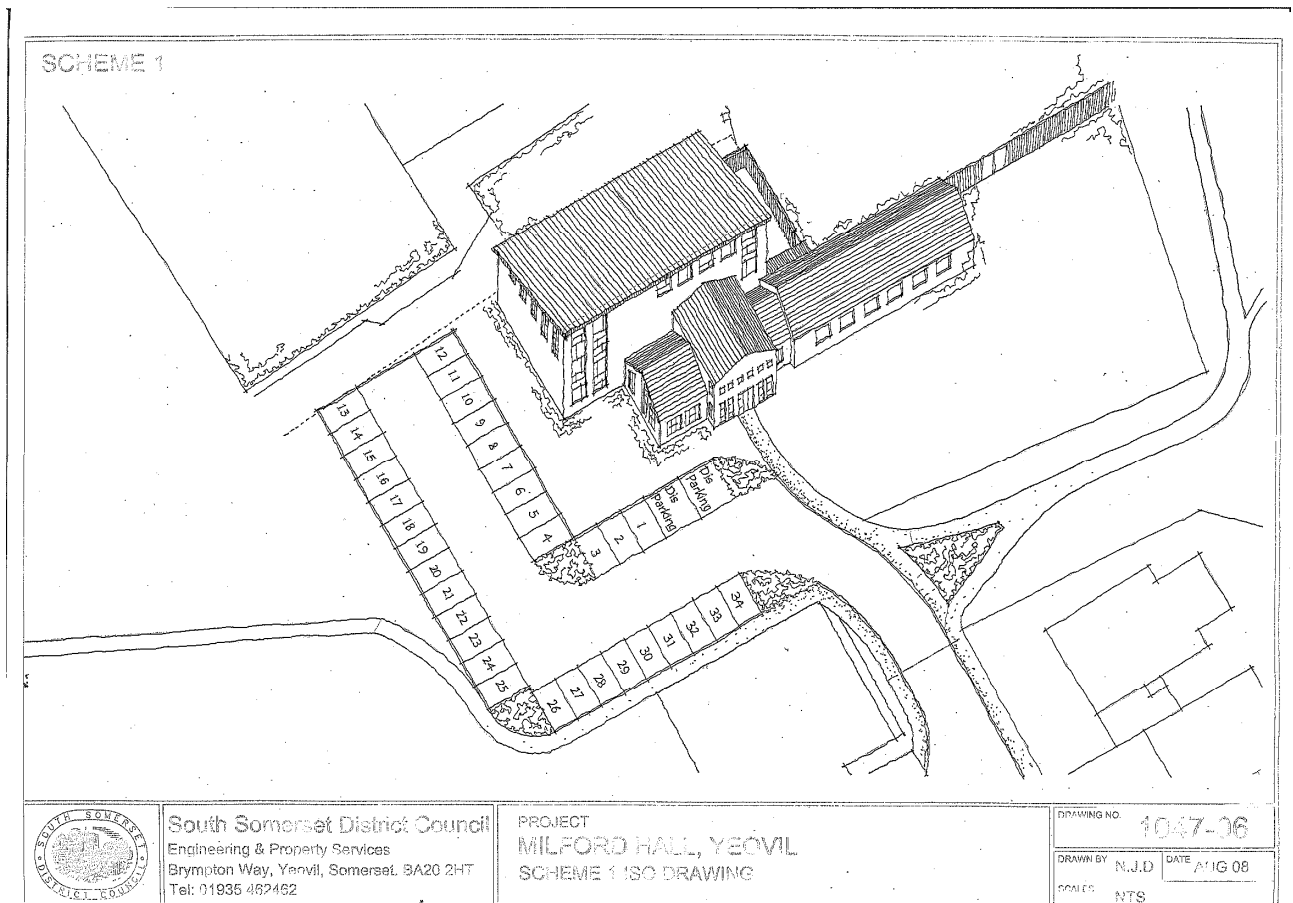 SCHEME 1
12
11
10
9
8
7
6
5
4
13
14
15
16
17
18
19
20
21
22
23
24
25
3
2
1
Dis
Parking
Dis
Parking
26
27
28
29
30
31
32
33
34
SOUTH SOMERSET
DISTRICT COUNCIL
South Somerset District Council
Engineering & Property Services
Brympton Way, Yeovil, Somerset. BA20 2HT
Tel: 01935 462462
PROJECT
MILFORD HALL, YEOVIL
SCHEME 1 ISO DRAWING
DRAWING NO. 1047-06
DRAWN BY N.J.D DATE AUG 08
SCALES NTS